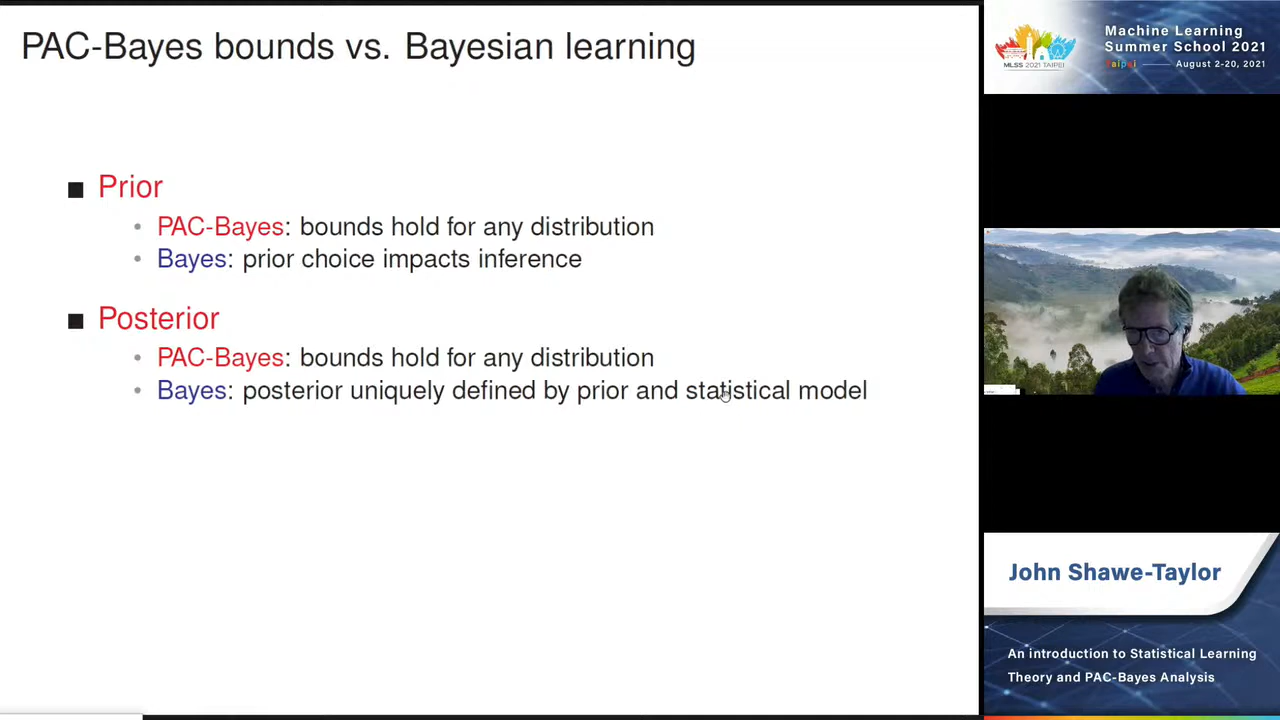 PAC-Bayes bounds vs. Bayesian learning
Prior
PAC-Bayes: bounds hold for any distribution
Bayes: prior choice impacts inference
Posterior
PAC-Bayes: bounds hold for any distribution
Bayes: posterior uniquely defined by prior and statistical model
MLSS 2021 TAIPEI
Machine Learning
Summer School 2021
Taipei August 2-20, 2021
John Shawe-Taylor
An introduction to Statistical Learning
Theory and PAC-Bayes Analysis